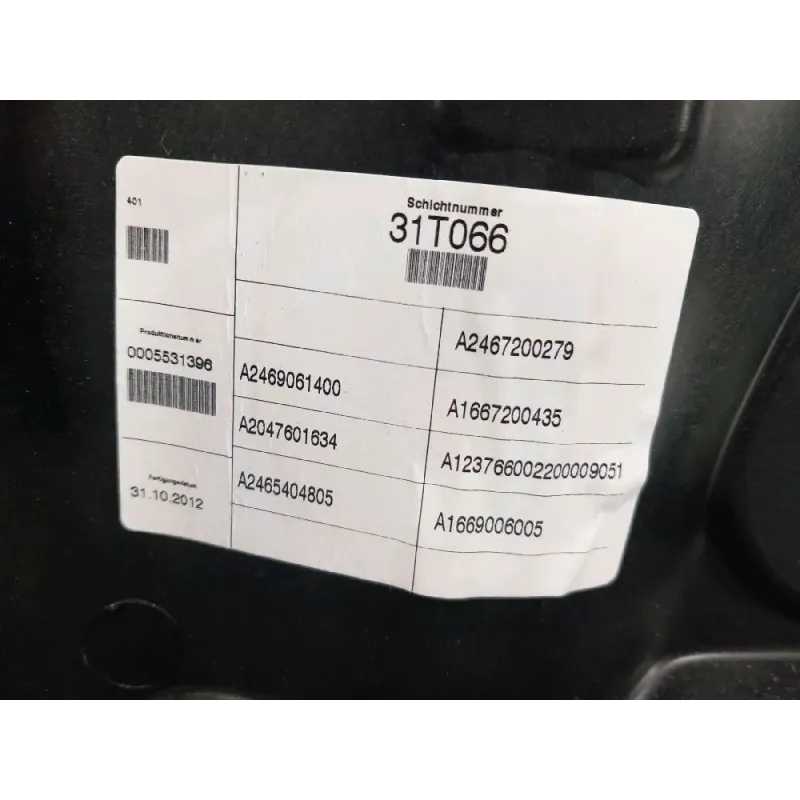 401
Schichtnummer
31T066
Produktionsnummer
0005531396
Fertigungsdatum
31.10.2012
A2469061400
A2047601634
A2465404805
A2467200279
A1667200435
A123766002200009051
A1669006005